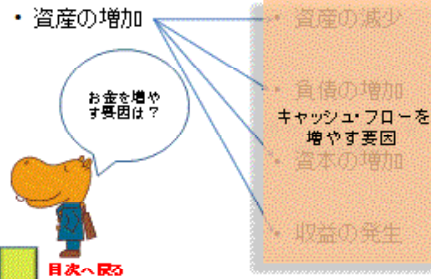 ・資産の増加
・資産の減少
お金を増や
す要因は？
・負債の増加
キャッシュ・フローを
増やす要因
・資本の増加
・収益の発生
目次へ戻る